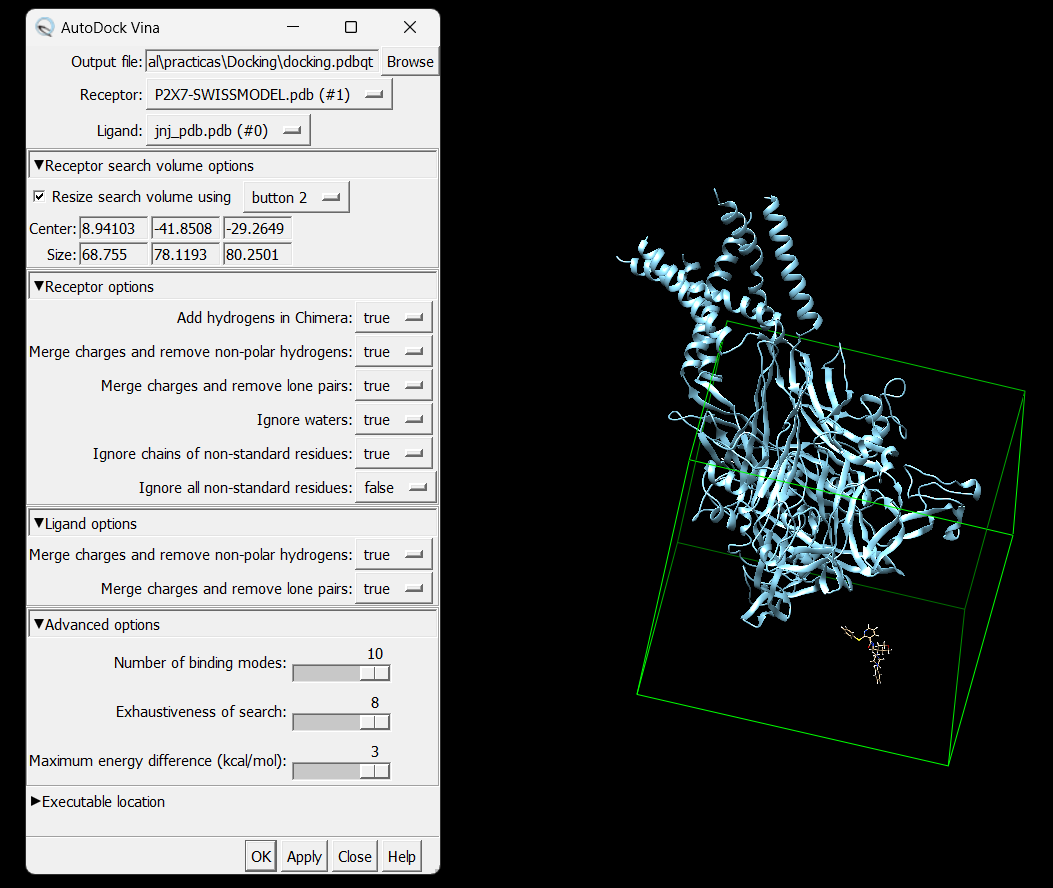 AutoDock Vina
Output file: al\practicas\Docking\docking.pdbqt Browse
Receptor: P2X7-SWISSMODEL.pdb (#1)
Ligand: jnj_pdb.pdb (#0)
▼Receptor search volume options
Resize search volume using button 2
Center: 8.94103 -41.8508 -29.2649
Size: 68.755 78.1193 80.2501
▼Receptor options
Add hydrogens in Chimera: true
Merge charges and remove non-polar hydrogens: true
Merge charges and remove lone pairs: true
Ignore waters: true
Ignore chains of non-standard residues: true
Ignore all non-standard residues: false
▼Ligand options
Merge charges and remove non-polar hydrogens: true
Merge charges and remove lone pairs: true
▼Advanced options
Number of binding modes: 10
Exhaustiveness of search: 8
Maximum energy difference (kcal/mol): 3
▶Executable location
OK Apply Close Help